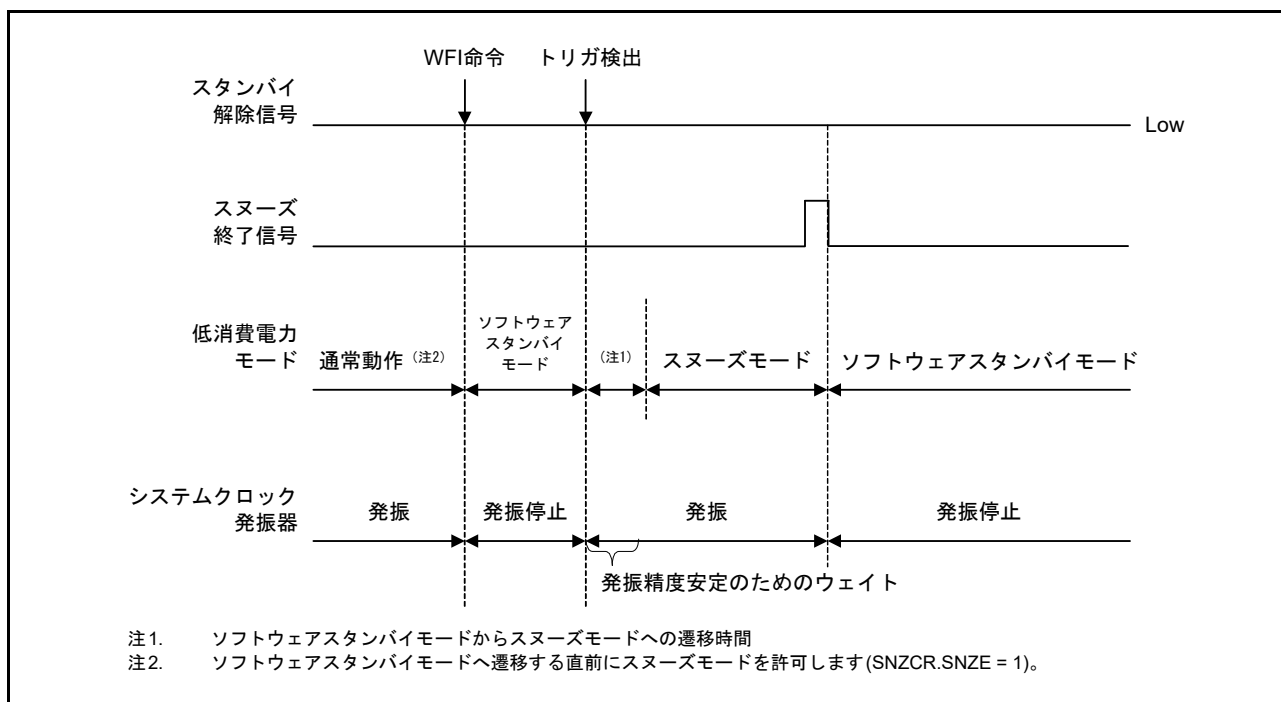 WFI命令 トリガ検出
スタンバイ
解除信号
Low
スヌーズ
終了信号
低消費電力
モード
通常動作(注2)
ソフトウェア
スタンバイ
モード
(注1)
スヌーズモード
ソフトウェアスタンバイモード
システムクロック
発振器
発振 発振停止 発振 発振停止
発振精度安定のためのウェイト
注1. ソフトウェアスタンバイモードからスヌーズモードへの遷移時間
注2. ソフトウェアスタンバイモードへ遷移する直前にスヌーズモードを許可します(SNZCR.SNZE = 1)。